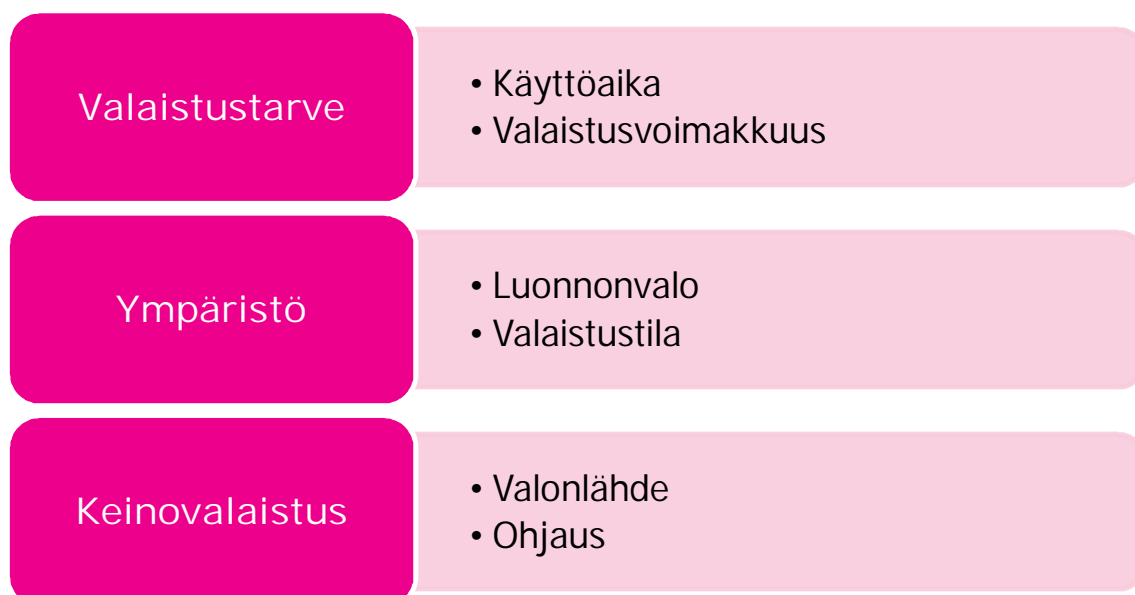 Valaistustarve
• Käyttöaika
• Valaistusvoimakkuus
Ympäristö
• Luonnonvalo
• Valaistustila
Keinovalaistus
• Valonlähde
• Ohjaus